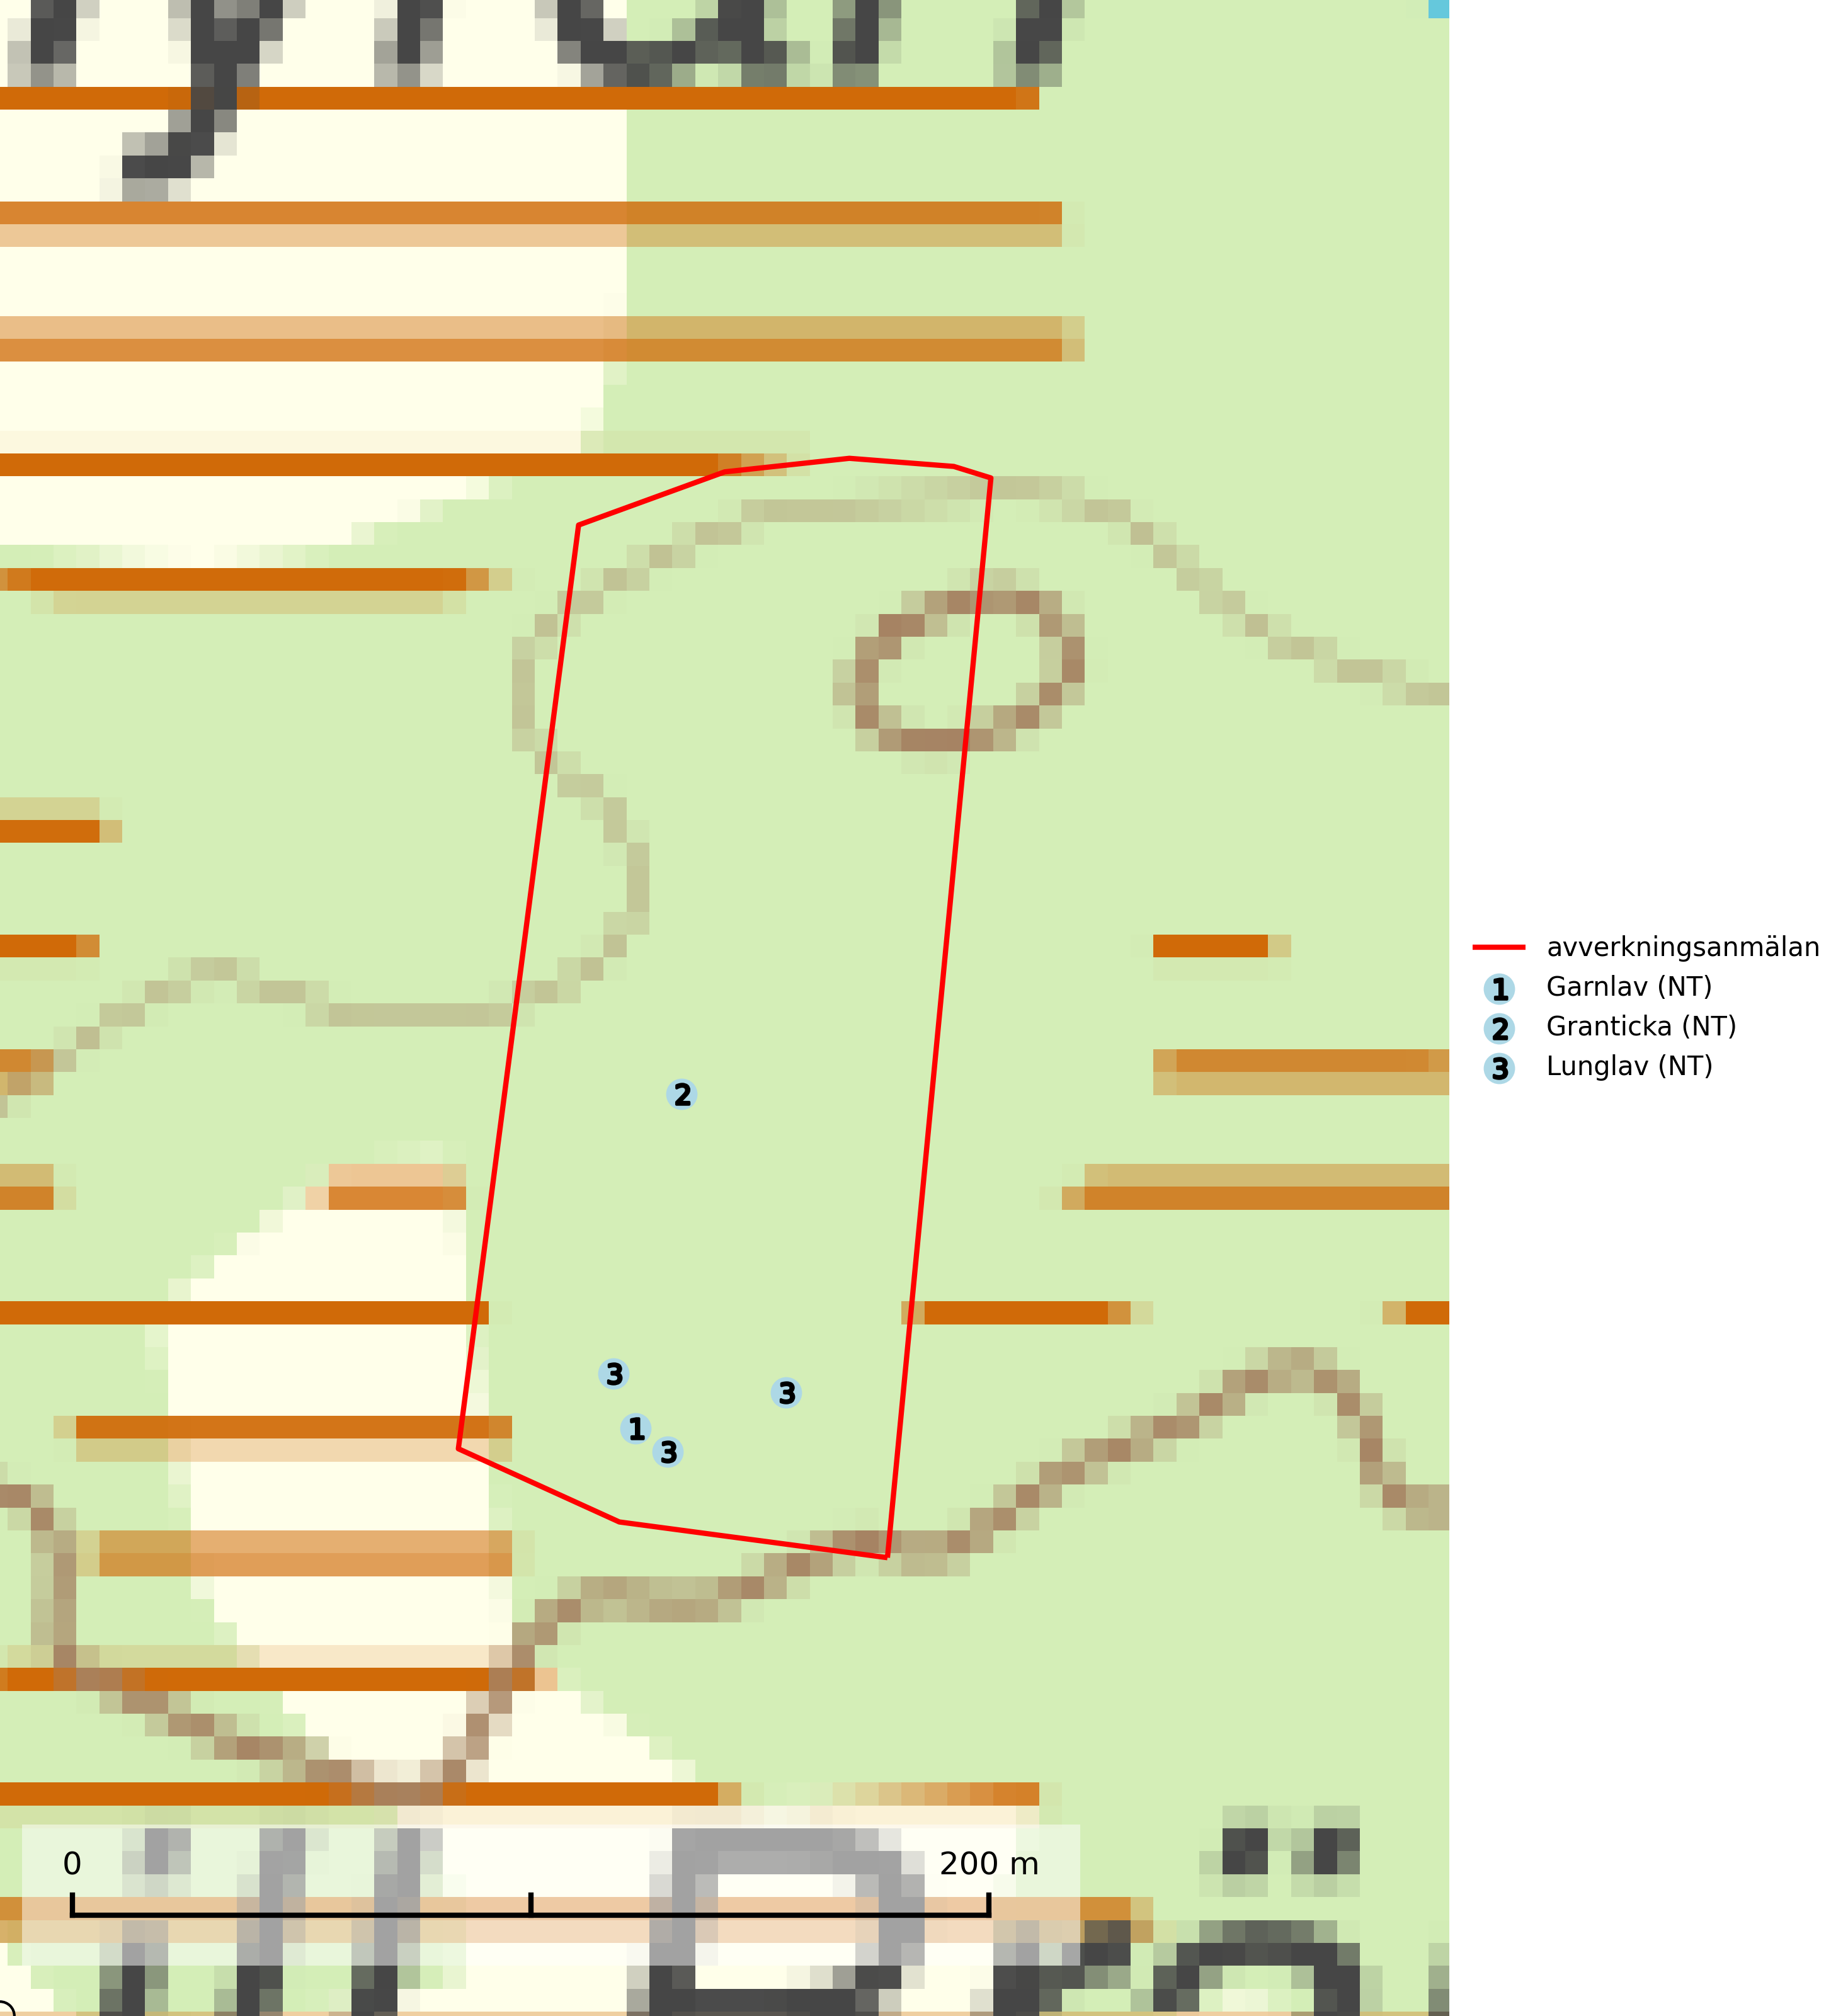 avverkningsanmälan
1 Garnlav (NT)
2 Granticka (NT)
3 Lunglav (NT)
2
3
3
1
3
0 200 m